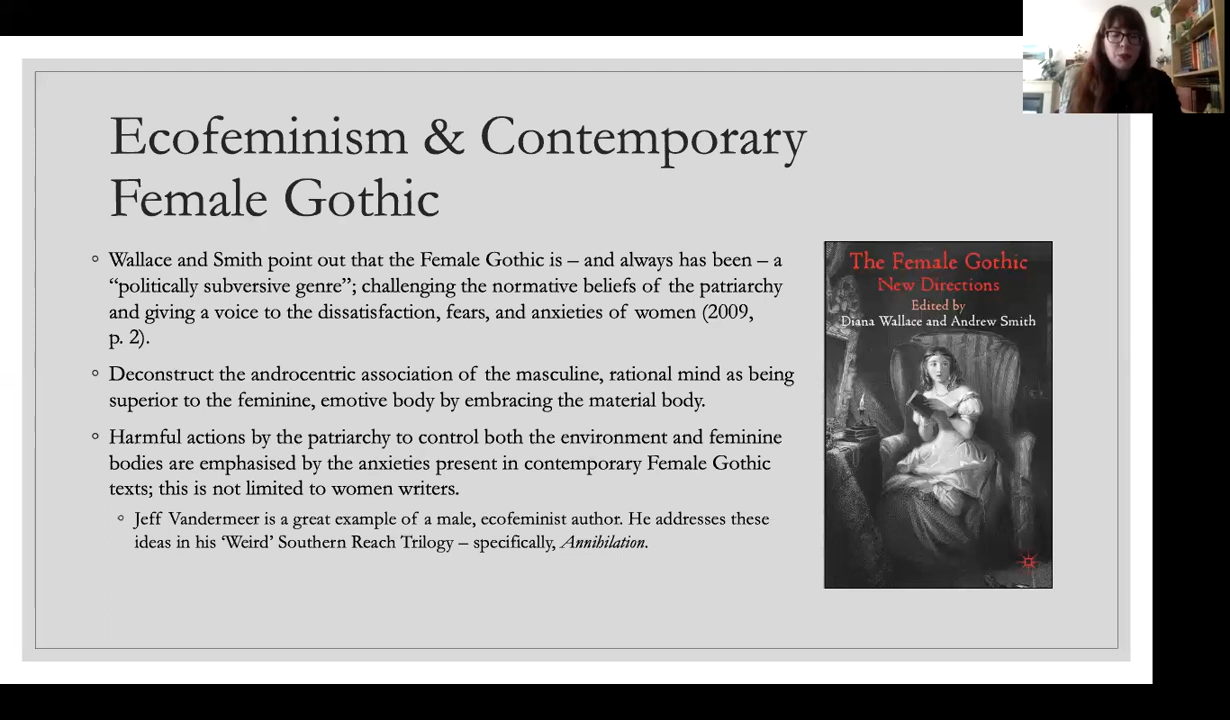 Ecofeminism & Contemporary
Female Gothic
◦ Wallace and Smith point out that the Female Gothic is – and always has been – a
“politically subversive genre”; challenging the normative beliefs of the patriarchy
and giving a voice to the dissatisfaction, fears, and anxieties of women (2009,
p. 2).
◦ Deconstruct the androcentric association of the masculine, rational mind as being
superior to the feminine, emotive body by embracing the material body.
◦ Harmful actions by the patriarchy to control both the environment and feminine
bodies are emphasised by the anxieties present in contemporary Female Gothic
texts; this is not limited to women writers.
◦ Jeff Vandermeer is a great example of a male, ecofeminist author. He addresses these
ideas in his ‘Weird’ Southern Reach Trilogy – specifically, Annihilation.
The Female Gothic
New Directions
Edited by
Diana Wallace and Andrew Smith